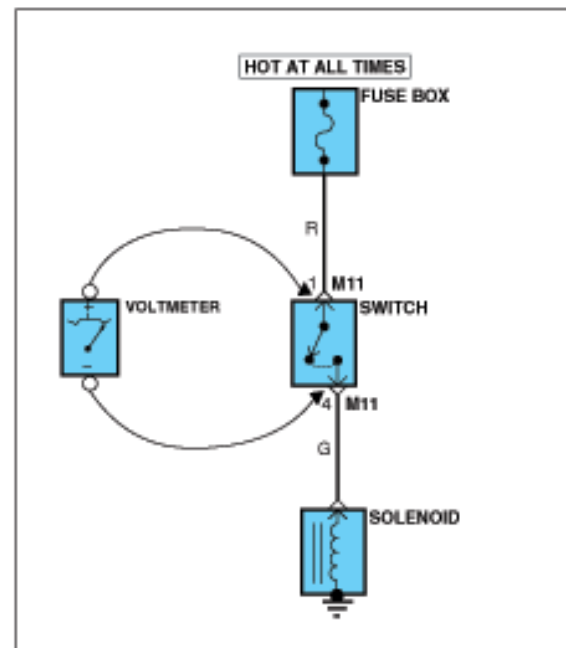 HOT AT ALL TIMES
FUSE BOX
R
1 M11
VOLTMETER
+
-
SWITCH
4 M11
G
SOLENOID